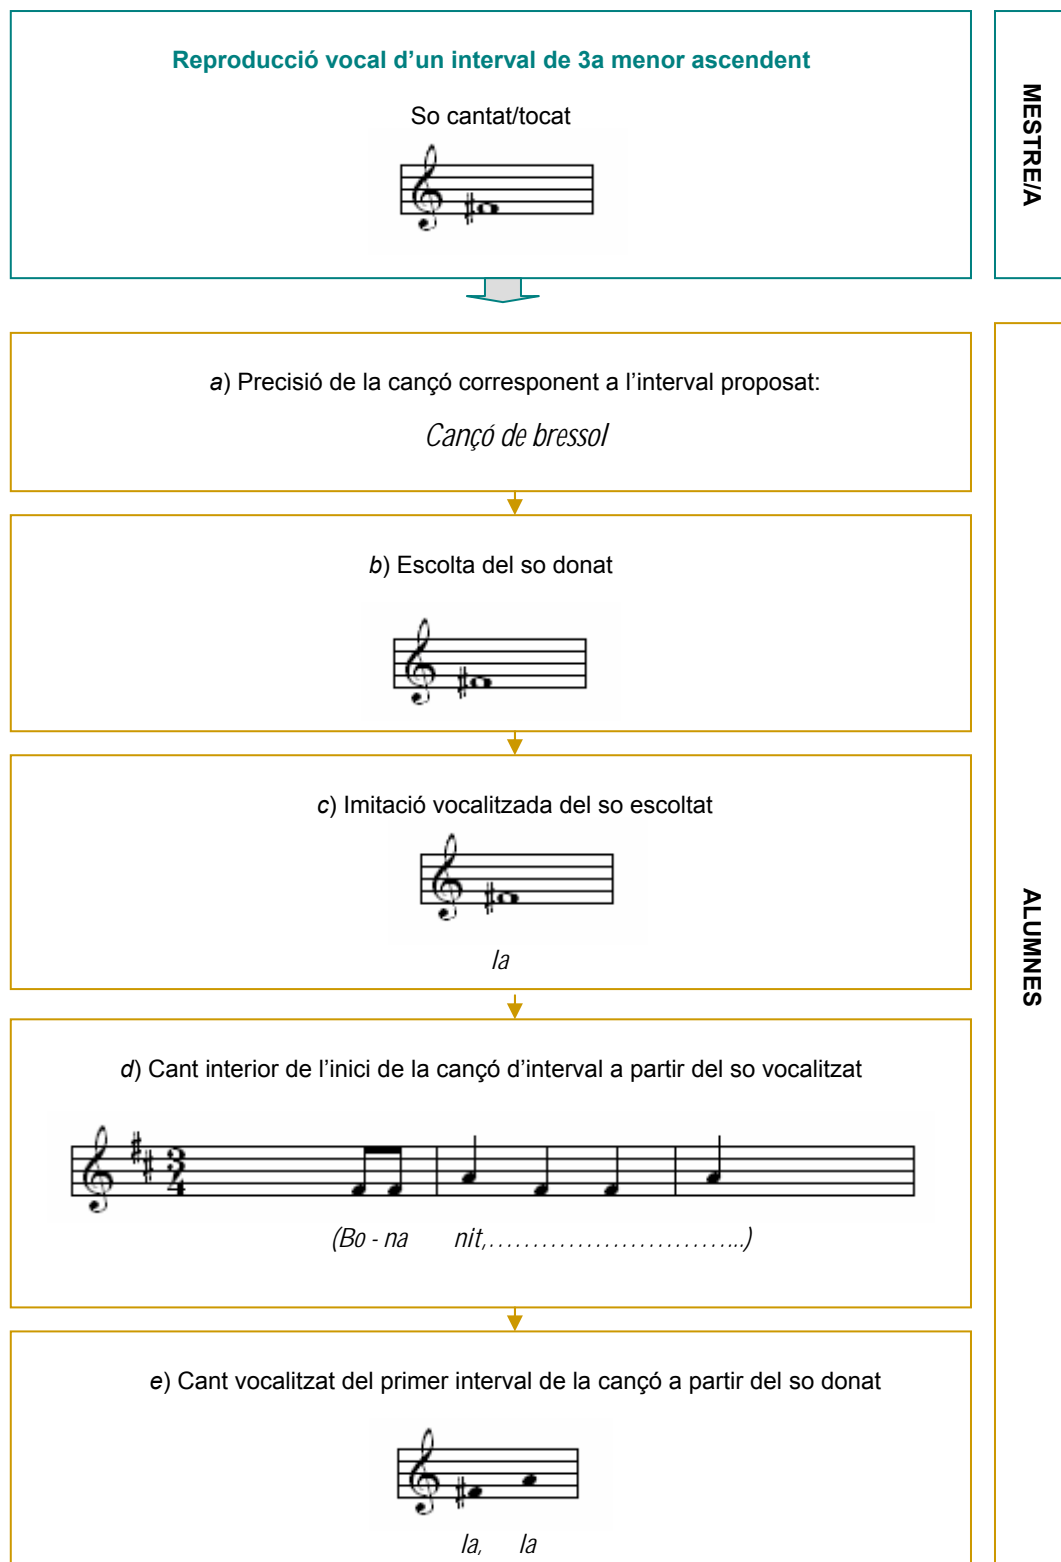 Reproducció vocal d’un interval de 3a menor ascendent
So cantat/tocat
MESTRE/A
a) Precisió de la cançó corresponent a l’interval proposat:
Cançó de bressol
b) Escolta del so donat
c) Imitació vocalitzada del so escoltat
la
d) Cant interior de l’inici de la cançó d’interval a partir del so vocalitzat
3
4
(Bo - na nit,..............................)
e) Cant vocalitzat del primer interval de la cançó a partir del so donat
la, la
ALUMNES